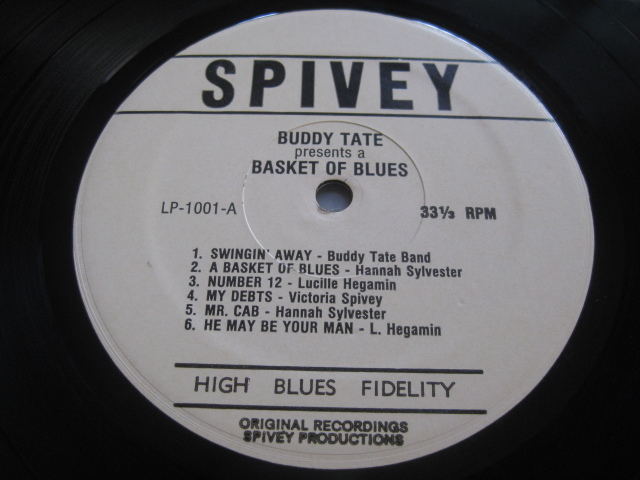 SPIVEY
BUDDY TATE
presents a
BASKET OF BLUES
LP-1001-A 33⅓ RPM
1. SWINGIN' AWAY - Buddy Tate Band
2. A BASKET OF BLUES - Hannah Sylvester
3. NUMBER 12 - Lucille Hegamin
4. MY DEBTS - Victoria Spivey
5. MR. CAB - Hannah Sylvester
6. HE MAY BE YOUR MAN - L. Hegamin
HIGH BLUES FIDELITY
ORIGINAL RECORDINGS
SPIVEY PRODUCTIONS